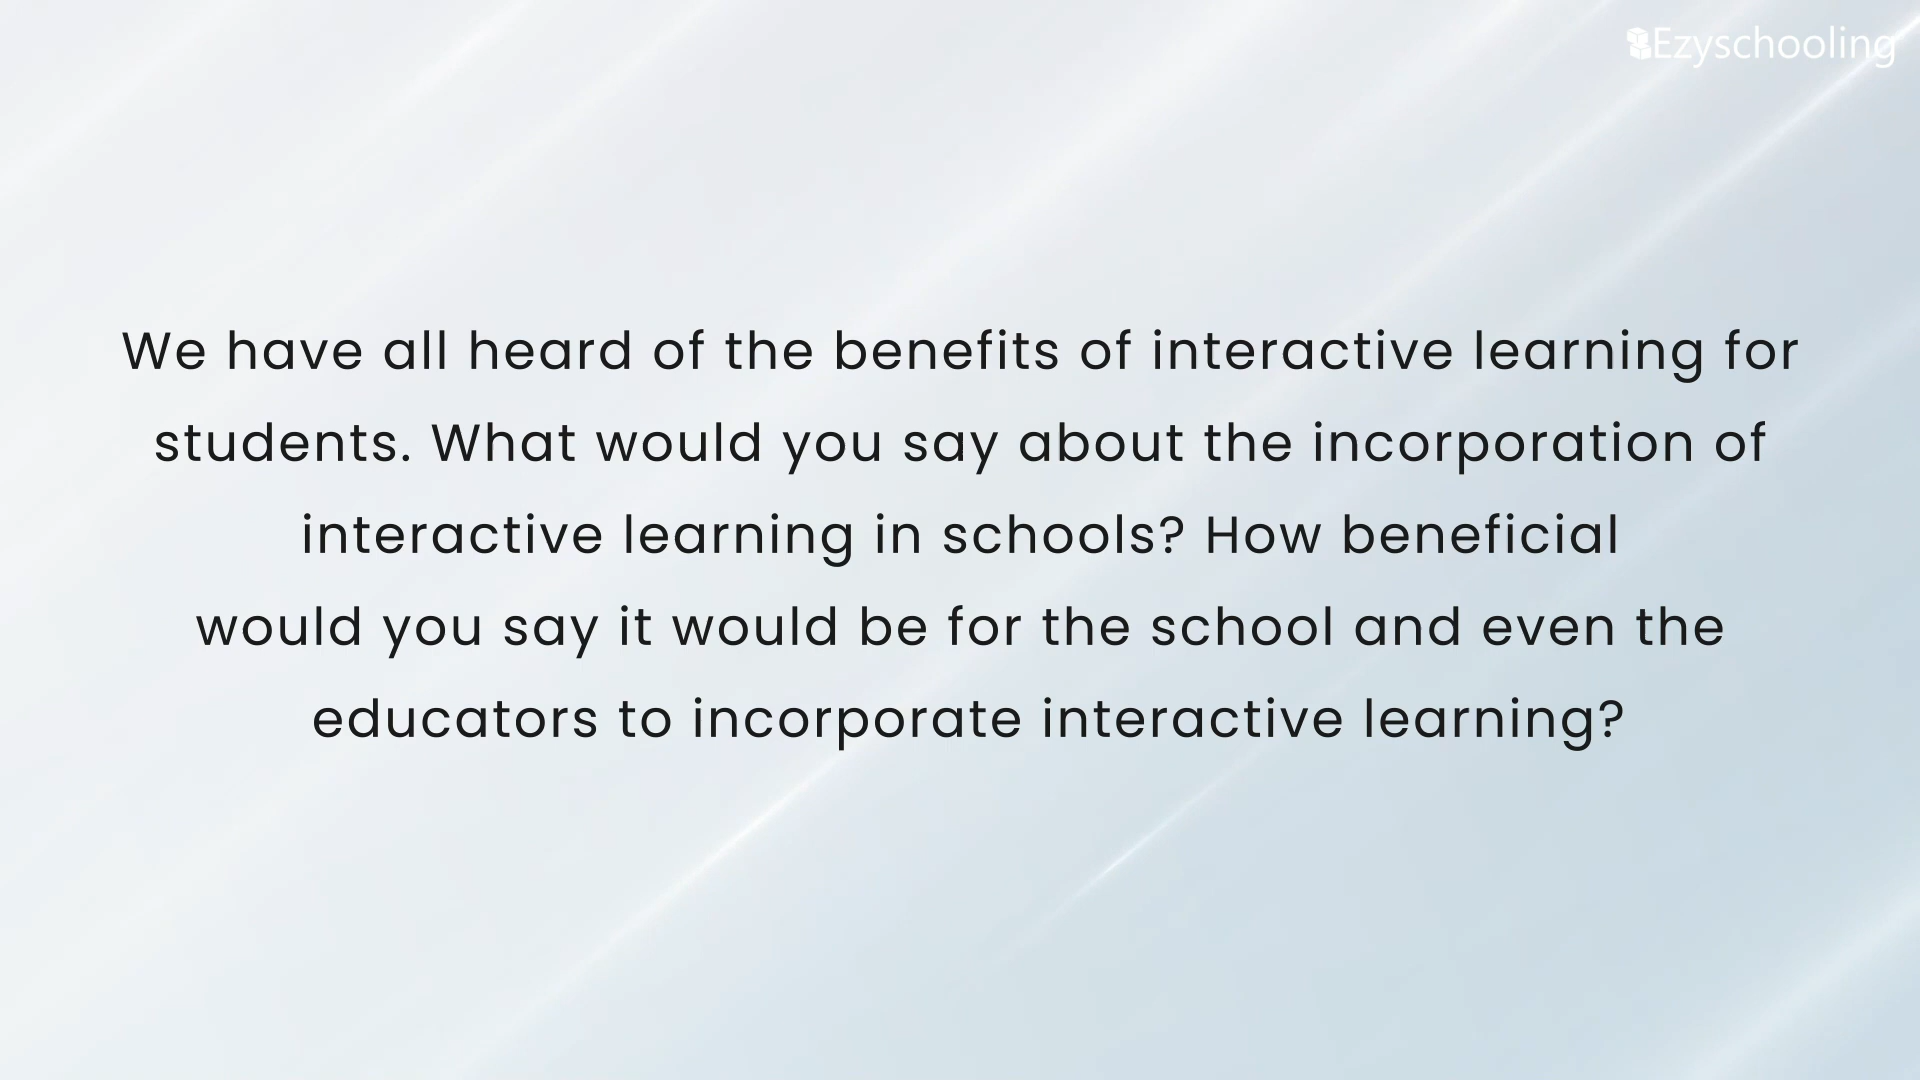 Ezyschooling
We have all heard of the benefits of interactive learning for
students. What would you say about the incorporation of
interactive learning in schools? How beneficial
would you say it would be for the school and even the
educators to incorporate interactive learning?